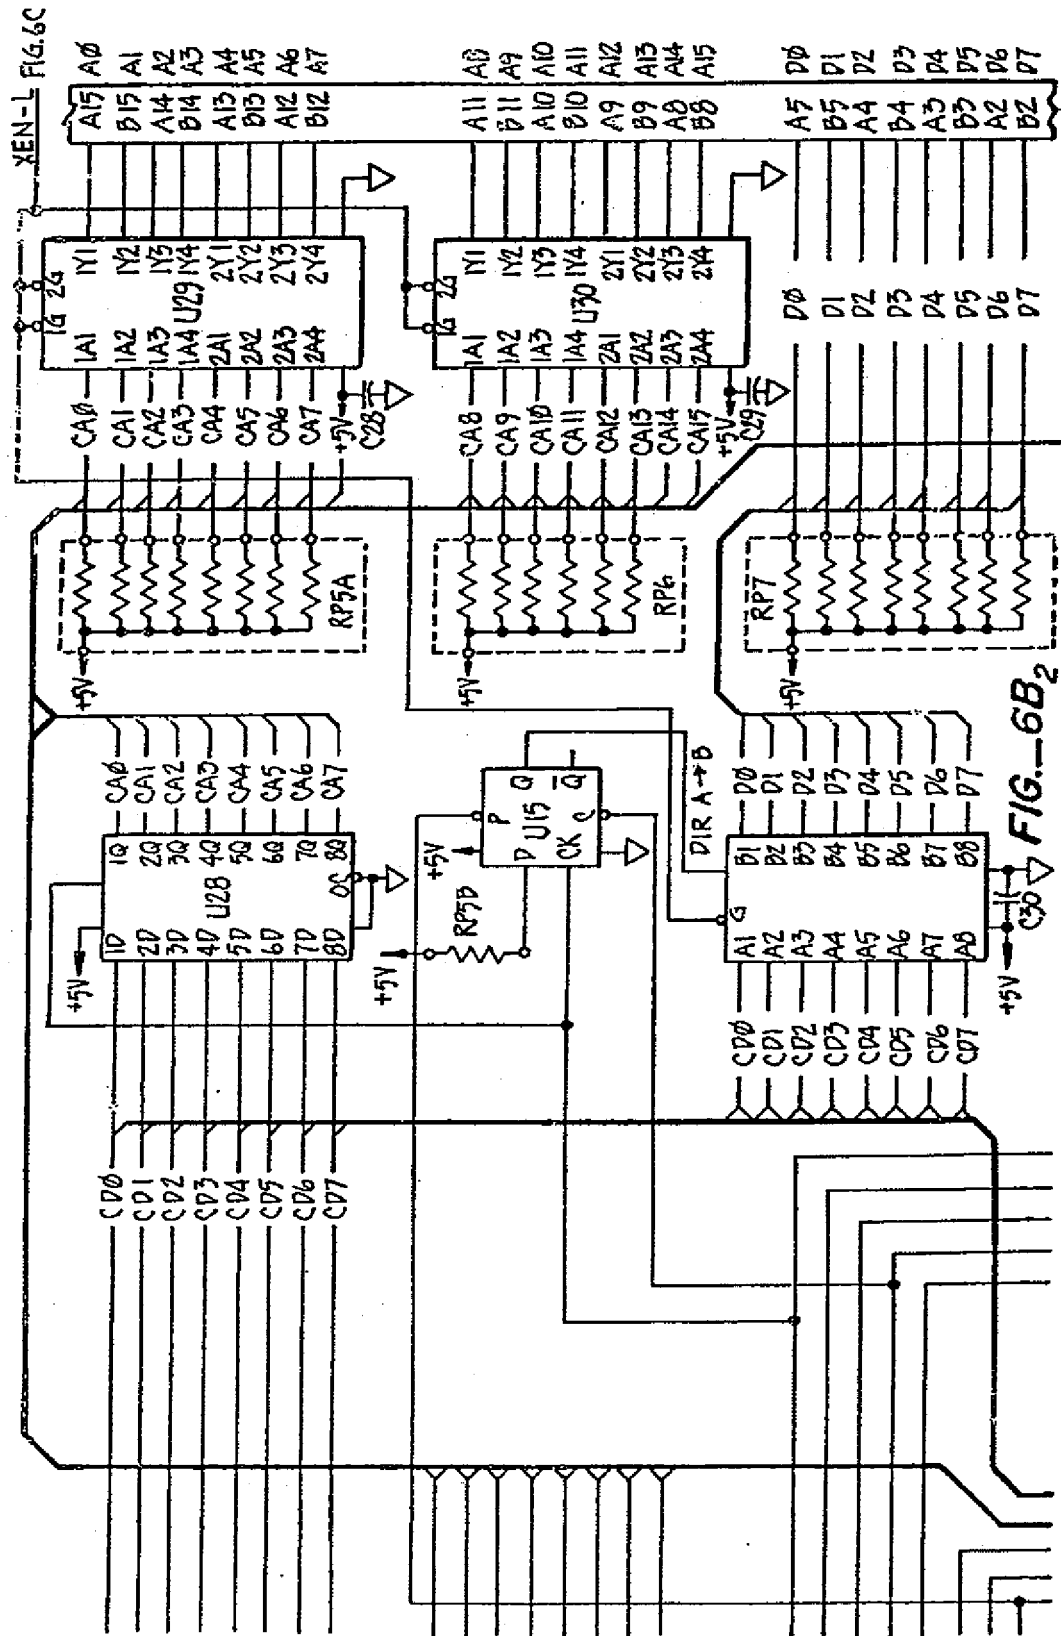 XEN-L FIG.6C
1G 2G
1A1 1Y1
1A2 1Y2
1A3 1Y3
1A4 1Y4
2A1 2Y1
2A2 2Y2
2A3 2Y3
2A4 2Y4
U29
CAØ
CA1
CA2
CA3
CA4
CA5
CA6
CA7
+5V
C28
A15 AØ
B15 A1
A14 A2
B14 A3
A13 A4
B13 A5
A12 A6
B12 A7
+5V
RP5A
1G 2G
1A1 1Y1
1A2 1Y2
1A3 1Y3
1A4 1Y4
2A1 2Y1
2A2 2Y2
2A3 2Y3
2A4 2Y4
U30
CA8
CA9
CA1Ø
CA11
CA12
CA13
CA14
CA15
+5V
C29
A11 A8
B11 A9
A10 A10
B10 A11
A9 A12
B9 A13
A8 A14
B8 A15
+5V
RP6
DØ DØ A5
D1 D1 B5
D2 D2 A4
D3 D3 B4
D4 D4 A3
D5 D5 B3
D6 D6 A2
D7 D7 B2
+5V
RP7
CDØ 1D 1Q CAØ
CD1 2D 2Q CA1
CD2 3D 3Q CA2
CD3 4D 4Q CA3
CD4 5D 5Q CA4
CD5 6D 6Q CA5
CD6 7D 7Q CA6
CD7 8D 8Q CA7
U28
OC
+5V
+5V
RP5B
+5V
P
D Q
U15
CK Q̅
C
DIR A→B
G
CDØ A1 B1 DØ
CD1 A2 B2 D1
CD2 A3 B3 D2
CD3 A4 B4 D3
CD4 A5 B5 D4
CD5 A6 B6 D5
CD6 A7 B7 D6
CD7 A8 B8 D7
+5V
C30
FIG._6B2